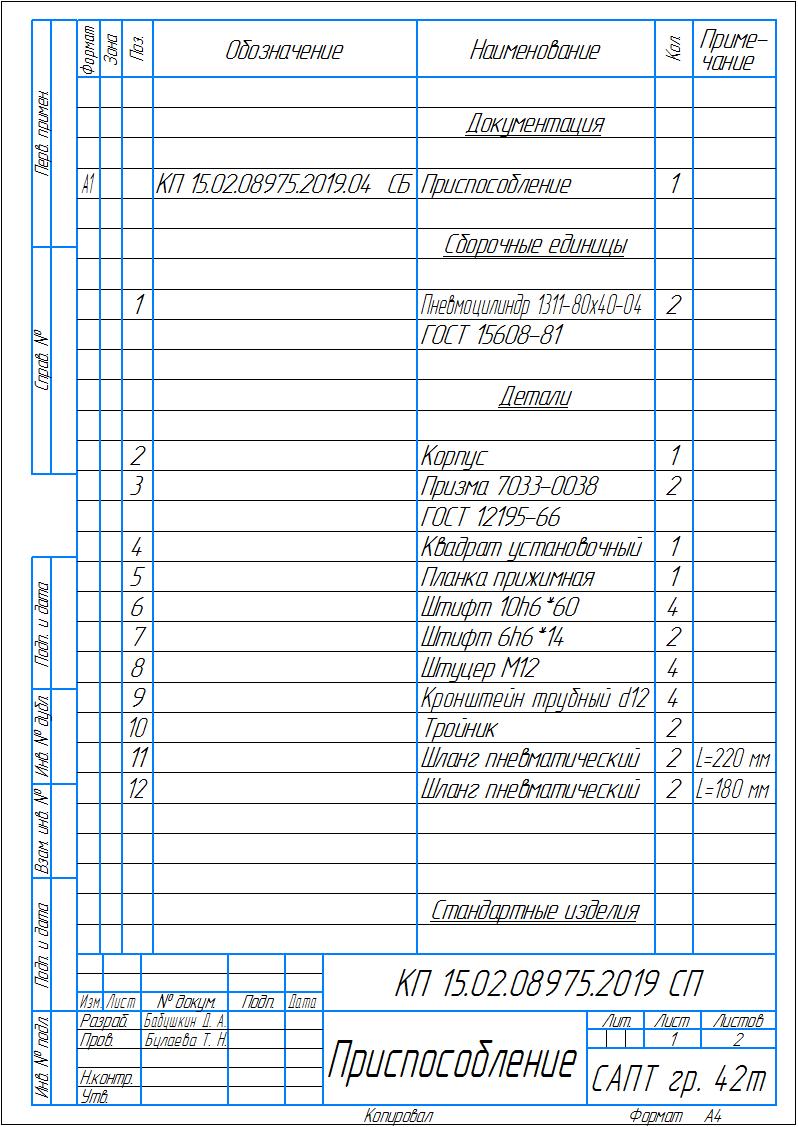 Формат Зона Поз. Обозначение Наименование Кол. Приме-
чание
Документация
А1 КП 15.02.08975.2019.04 СБ Приспособление 1
Сборочные единицы
1 Пневмоцилиндр 1311-80х40-04 2
ГОСТ 15608-81
Детали
2 Корпус 1
3 Призма 7033-0038 2
ГОСТ 12195-66
4 Квадрат установочный 1
5 Планка прижимная 1
6 Штифт 10h6*60 4
7 Штифт 6h6*14 2
8 Штуцер М12 4
9 Кронштейн трубный d12 4
10 Тройник 2
11 Шланг пневматический 2 L=220 мм
12 Шланг пневматический 2 L=180 мм
Стандартные изделия
Перв. примен.
Справ. №
Подп. и дата
Инв. № дубл.
Взам. инв. №
Подп. и дата
Инв. № подл.
КП 15.02.08975.2019 СП
Изм. Лист № докум. Подп. Дата
Разраб. Бабушкин Д. А.
Пров. Булаева Т. Н.
Н.контр.
Утв.
Приспособление
Лит. Лист Листов
1 2
САПТ гр. 42т
Копировал Формат А4